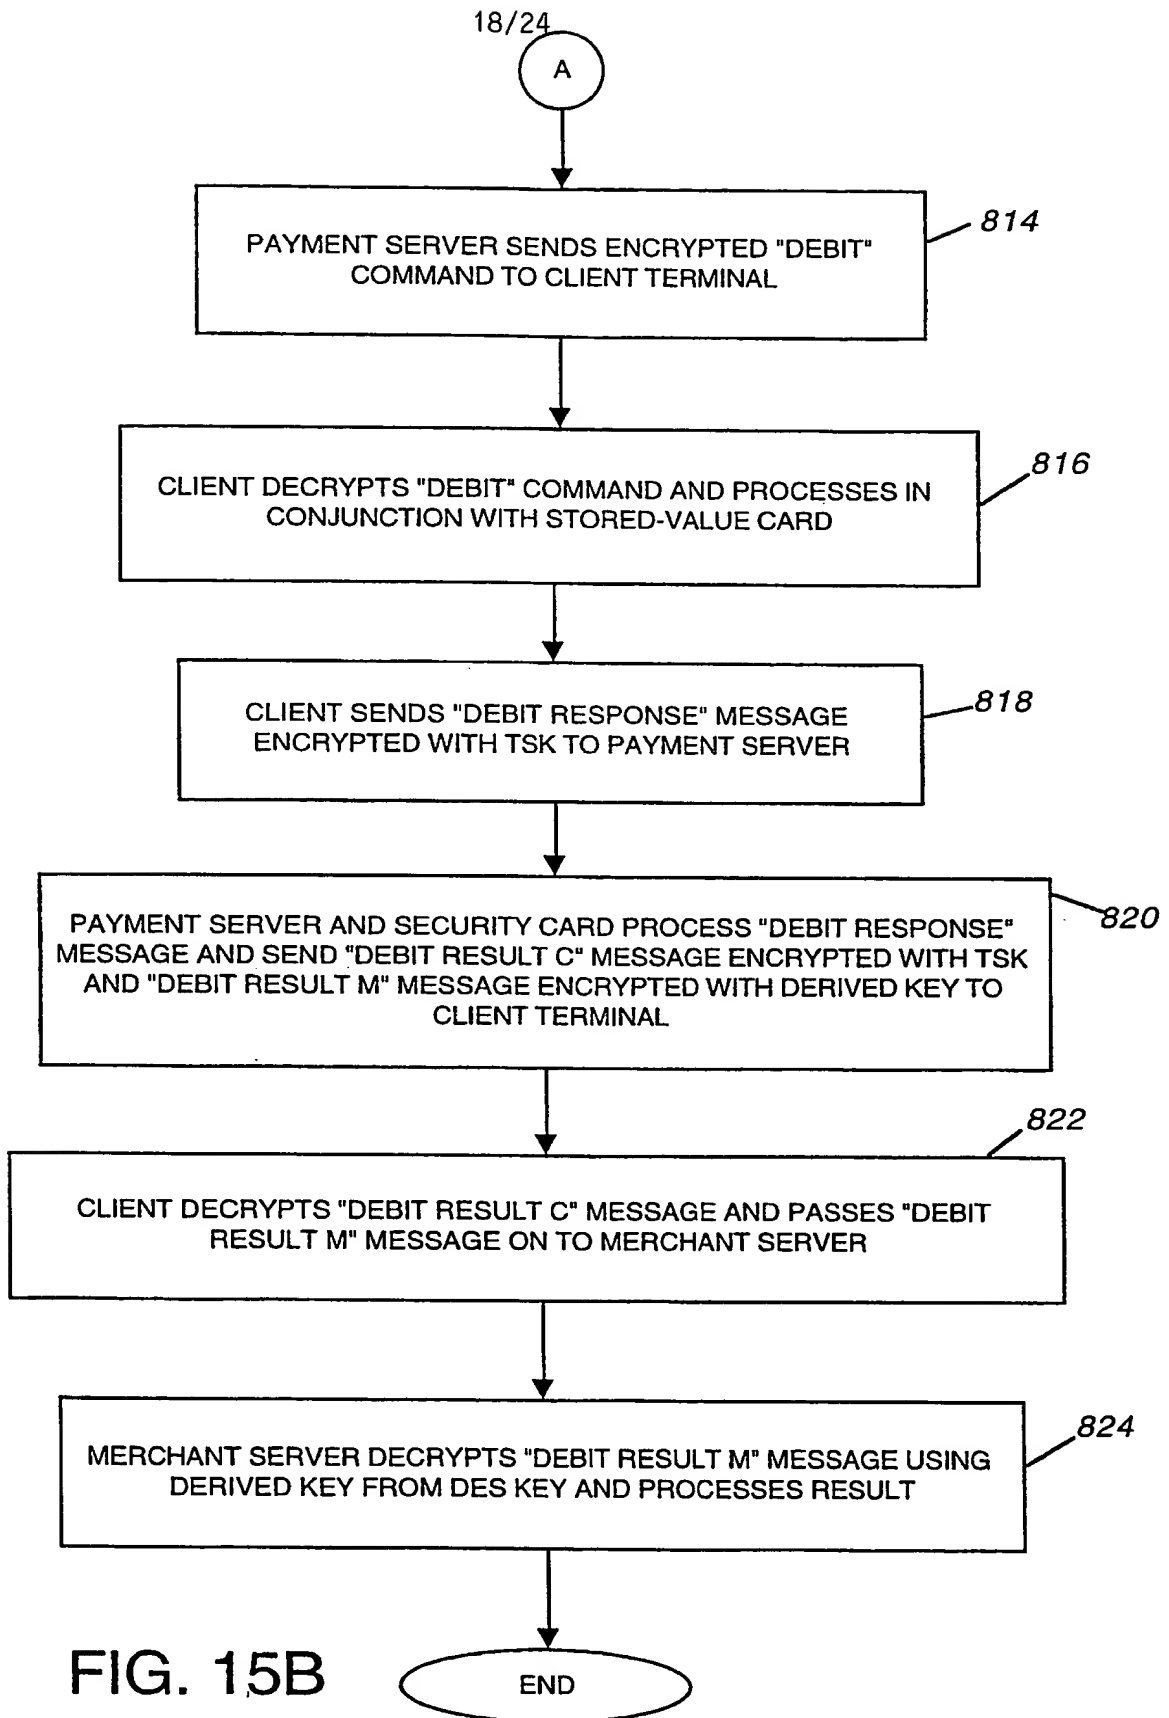 18/24
A
PAYMENT SERVER SENDS ENCRYPTED "DEBIT"
COMMAND TO CLIENT TERMINAL
814
CLIENT DECRYPTS "DEBIT" COMMAND AND PROCESSES IN
CONJUNCTION WITH STORED-VALUE CARD
816
CLIENT SENDS "DEBIT RESPONSE" MESSAGE
ENCRYPTED WITH TSK TO PAYMENT SERVER
818
PAYMENT SERVER AND SECURITY CARD PROCESS "DEBIT RESPONSE"
MESSAGE AND SEND "DEBIT RESULT C" MESSAGE ENCRYPTED WITH TSK
AND "DEBIT RESULT M" MESSAGE ENCRYPTED WITH DERIVED KEY TO
CLIENT TERMINAL
820
CLIENT DECRYPTS "DEBIT RESULT C" MESSAGE AND PASSES "DEBIT
RESULT M" MESSAGE ON TO MERCHANT SERVER
822
MERCHANT SERVER DECRYPTS "DEBIT RESULT M" MESSAGE USING
DERIVED KEY FROM DES KEY AND PROCESSES RESULT
824
END
FIG. 15B